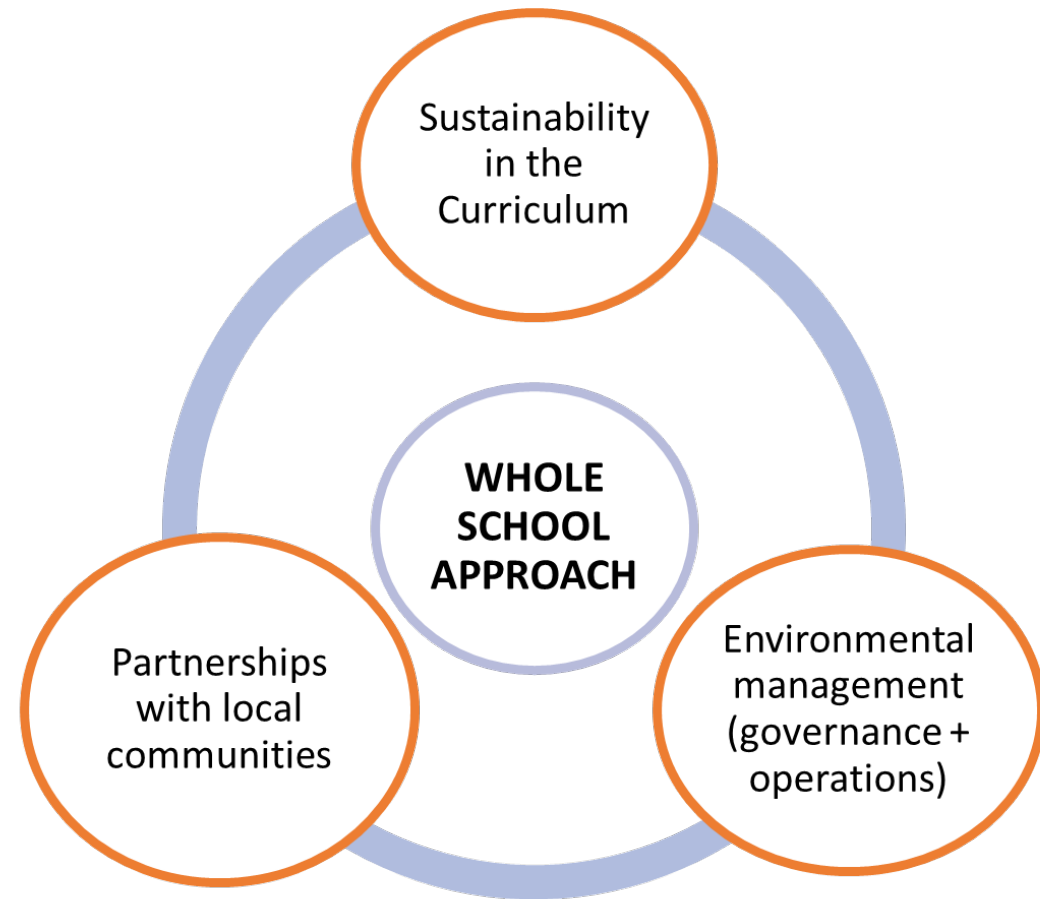 Sustainability
in the
Curriculum
WHOLE
SCHOOL
APPROACH
Partnerships
with local
communities
Environmental
management
(governance +
operations)